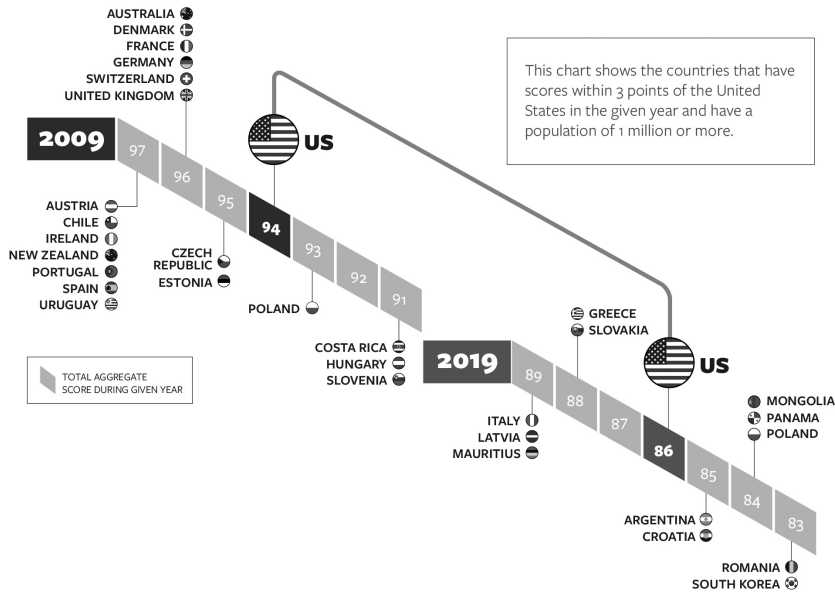 AUSTRALIA
DENMARK
FRANCE
GERMANY
SWITZERLAND
UNITED KINGDOM
This chart shows the countries that have
scores within 3 points of the United
States in the given year and have a
population of 1 million or more.
US
2009
97
96
95
94
93
92
91
AUSTRIA
CHILE
IRELAND
NEW ZEALAND
PORTUGAL
SPAIN
URUGUAY
CZECH
REPUBLIC
ESTONIA
POLAND
COSTA RICA
HUNGARY
SLOVENIA
TOTAL AGGREGATE
SCORE DURING GIVEN YEAR
GREECE
SLOVAKIA
US
2019
89
88
87
86
85
84
83
ITALY
LATVIA
MAURITIUS
MONGOLIA
PANAMA
POLAND
ARGENTINA
CROATIA
ROMANIA
SOUTH KOREA